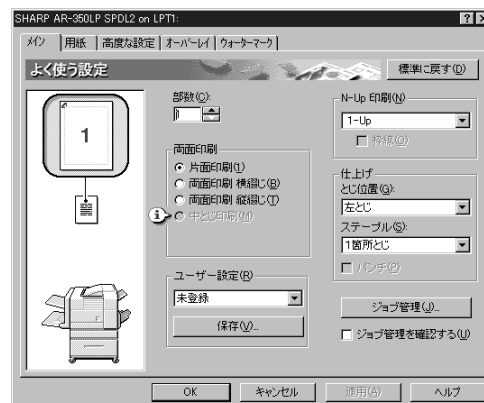 SHARP AR-350LP SPDL2 on LPT1:
メイン 用紙 高度な設定 オーバーレイ ウォーターマーク
よく使う設定
標準に戻す(D)
1
部数(C):
1
両面印刷
片面印刷(1)
両面印刷 横綴じ(B)
両面印刷 縦綴じ(T)
中とじ印刷(M)
ユーザー設定(R)
未登録
保存(V)...
N-Up 印刷(N)
1-Up
枠線(O)
仕上げ
とじ位置(G):
左とじ
ステープル(S):
1箇所とじ
パンチ(P)
ジョブ管理(J)...
ジョブ管理を確認する(U)
OK キャンセル 適用(A) ヘルプ